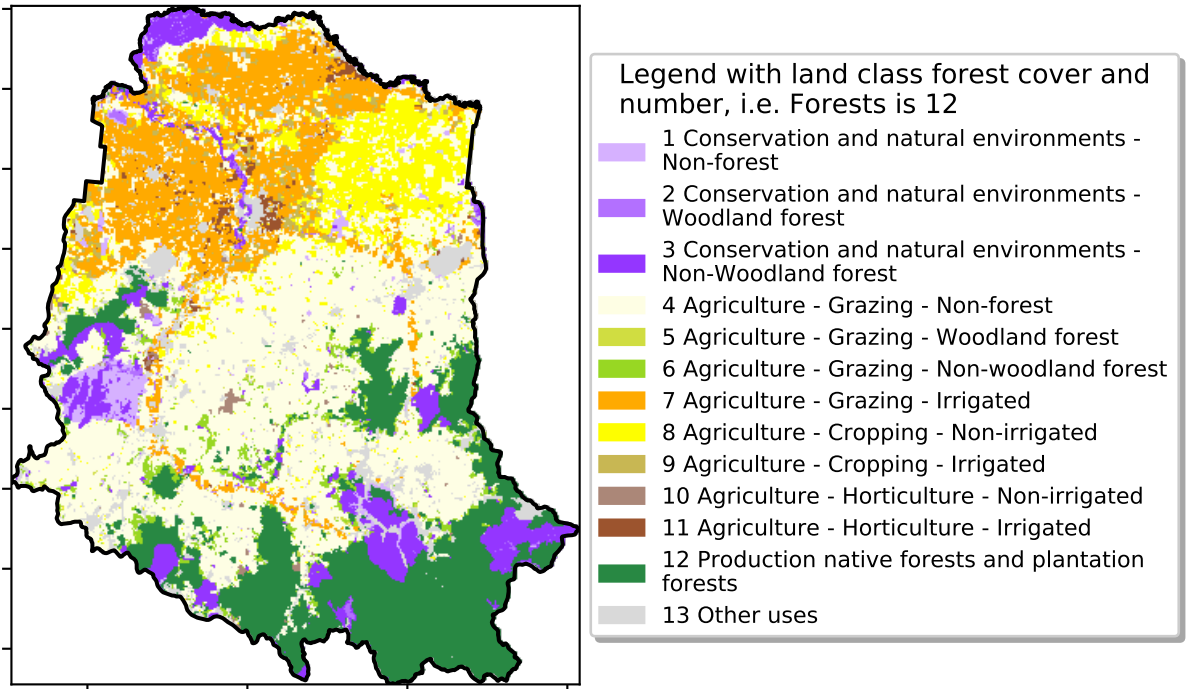 Legend with land class forest cover and
number, i.e. Forests is 12
1 Conservation and natural environments -
Non-forest
2 Conservation and natural environments -
Woodland forest
3 Conservation and natural environments -
Non-Woodland forest
4 Agriculture - Grazing - Non-forest
5 Agriculture - Grazing - Woodland forest
6 Agriculture - Grazing - Non-woodland forest
7 Agriculture - Grazing - Irrigated
8 Agriculture - Cropping - Non-irrigated
9 Agriculture - Cropping - Irrigated
10 Agriculture - Horticulture - Non-irrigated
11 Agriculture - Horticulture - Irrigated
12 Production native forests and plantation
forests
13 Other uses